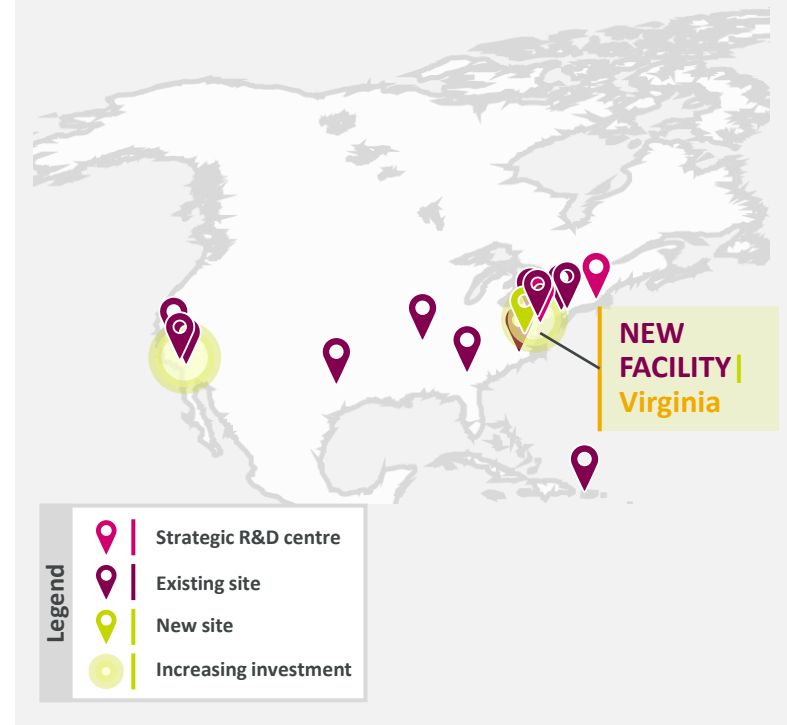 NEW
FACILITY |
Virginia
Legend
Strategic R&D centre
Existing site
New site
Increasing investment